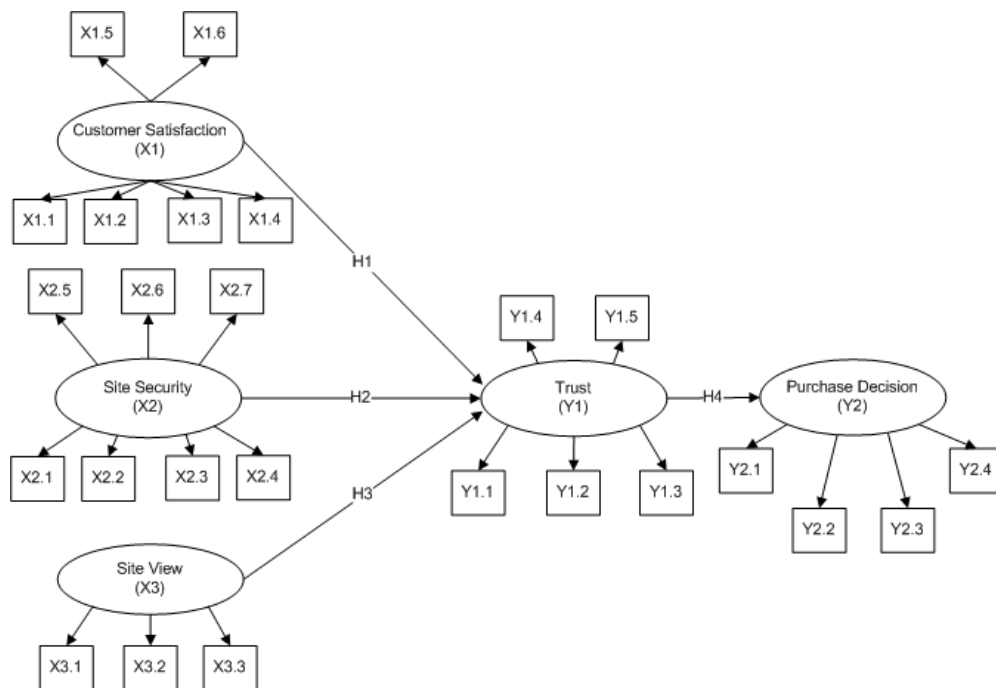 X1.5
X1.6
Customer Satisfaction
(X1)
X1.1
X1.2
X1.3
X1.4
H1
X2.5
X2.6
X2.7
Site Security
(X2)
H2
X2.1
X2.2
X2.3
X2.4
Y1.4
Y1.5
Trust
(Y1)
H4
Purchase Decision
(Y2)
Y1.1
Y1.2
Y1.3
Y2.1
Y2.2
Y2.3
Y2.4
H3
Site View
(X3)
X3.1
X3.2
X3.3